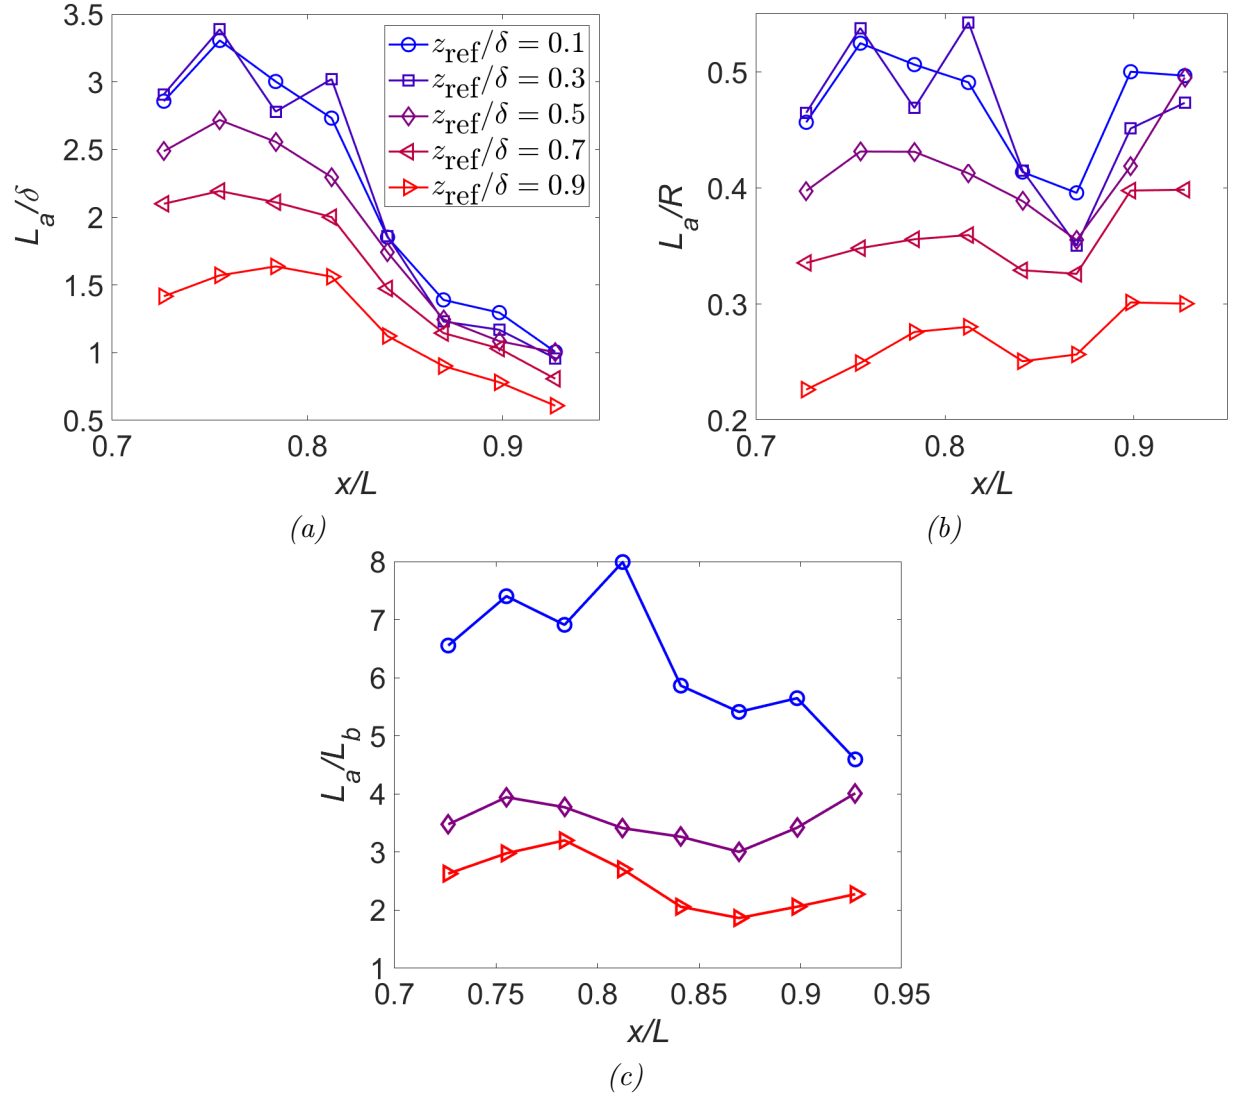 3.5
3
2.5
2
1.5
1
0.5
0.7
0.8
0.9
L_a/δ
x/L
z_ref/δ = 0.1
z_ref/δ = 0.3
z_ref/δ = 0.5
z_ref/δ = 0.7
z_ref/δ = 0.9
(a)
0.5
0.4
0.3
0.2
0.7
0.8
0.9
L_a/R
x/L
(b)
8
7
6
5
4
3
2
1
0.7
0.75
0.8
0.85
0.9
0.95
L_a/L_b
x/L
(c)